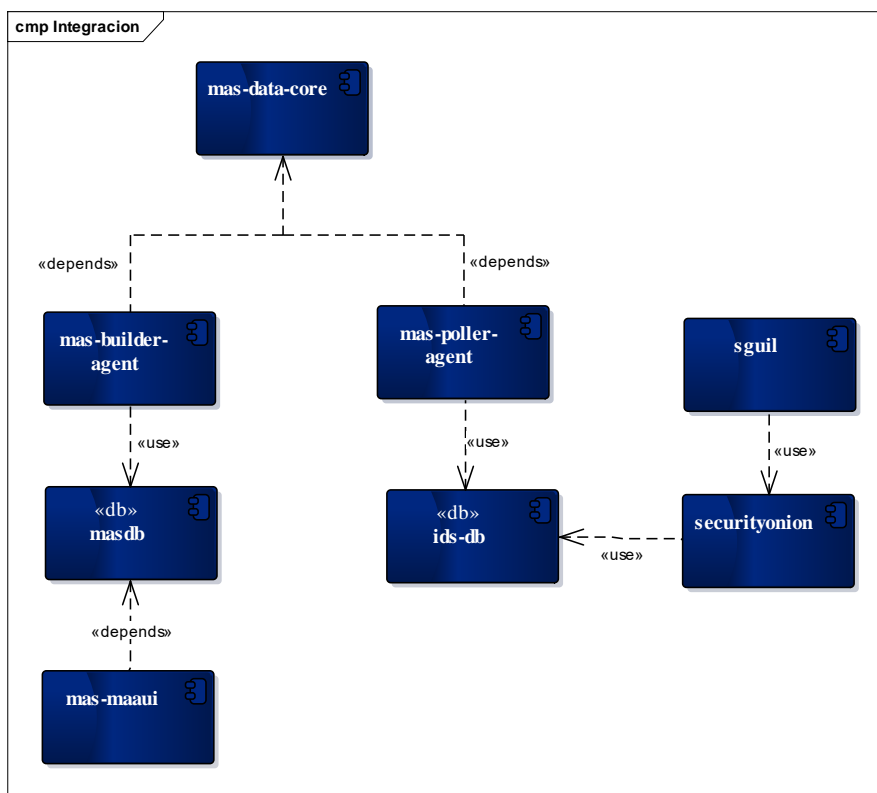 cmp Integracion
mas-data-core
«depends»
«depends»
mas-builder-
agent
mas-poller-
agent
sguil
«use»
«use»
«use»
«db»
masdb
«db»
ids-db
securityonion
«use»
«depends»
mas-maaui